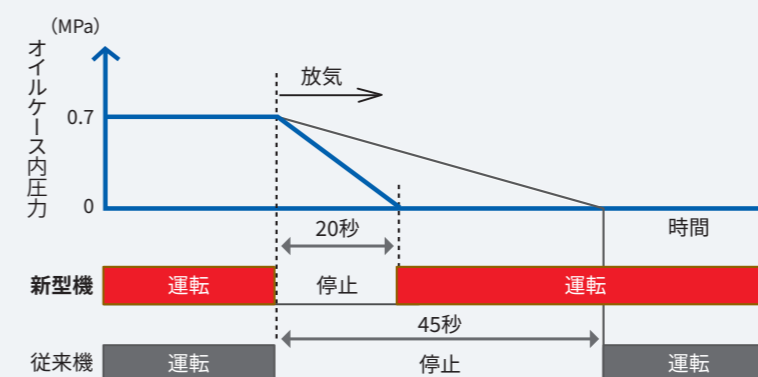 (MPa)
オイルケース内圧力
放気
0.7
0
20秒
時間
新型機
運転
停止
運転
45秒
従来機
運転
停止
運転